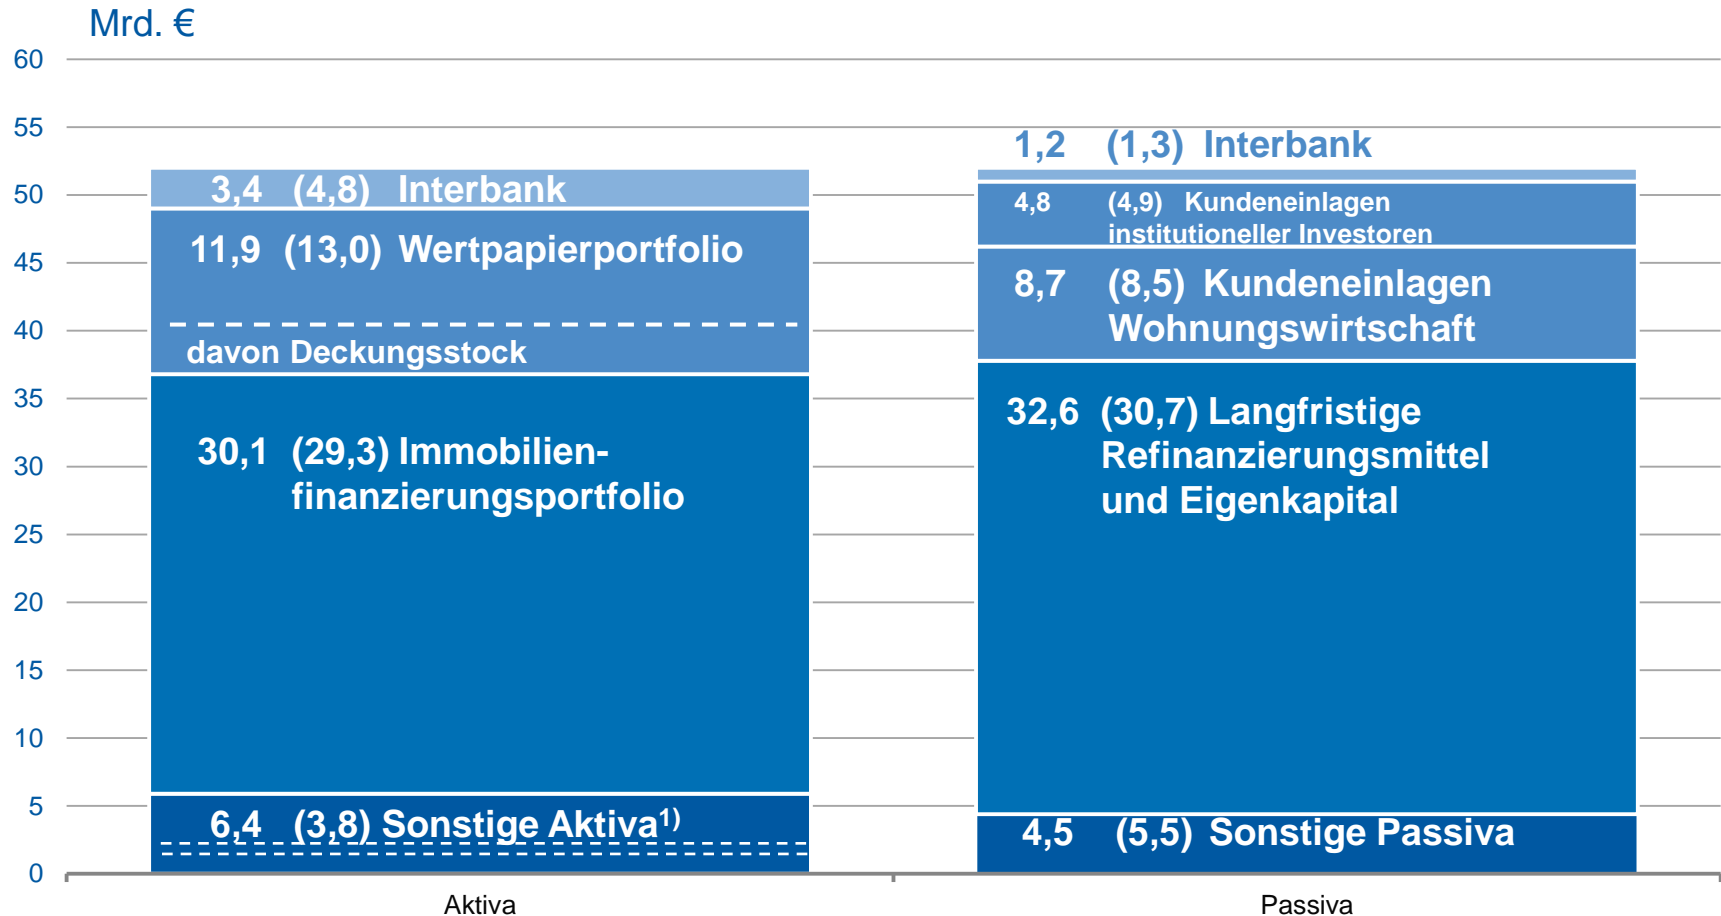 Mrd. €
60
55
50
45
40
35
30
25
20
15
10
5
0
3,4 (4,8) Interbank
11,9 (13,0) Wertpapierportfolio
davon Deckungsstock
30,1 (29,3) Immobilien-
finanzierungsportfolio
6,4 (3,8) Sonstige Aktiva¹⁾
1,2 (1,3) Interbank
4,8 (4,9) Kundeneinlagen
institutioneller Investoren
8,7 (8,5) Kundeneinlagen
Wohnungswirtschaft
32,6 (30,7) Langfristige
Refinanzierungsmittel
und Eigenkapital
4,5 (5,5) Sonstige Passiva
Aktiva
Passiva